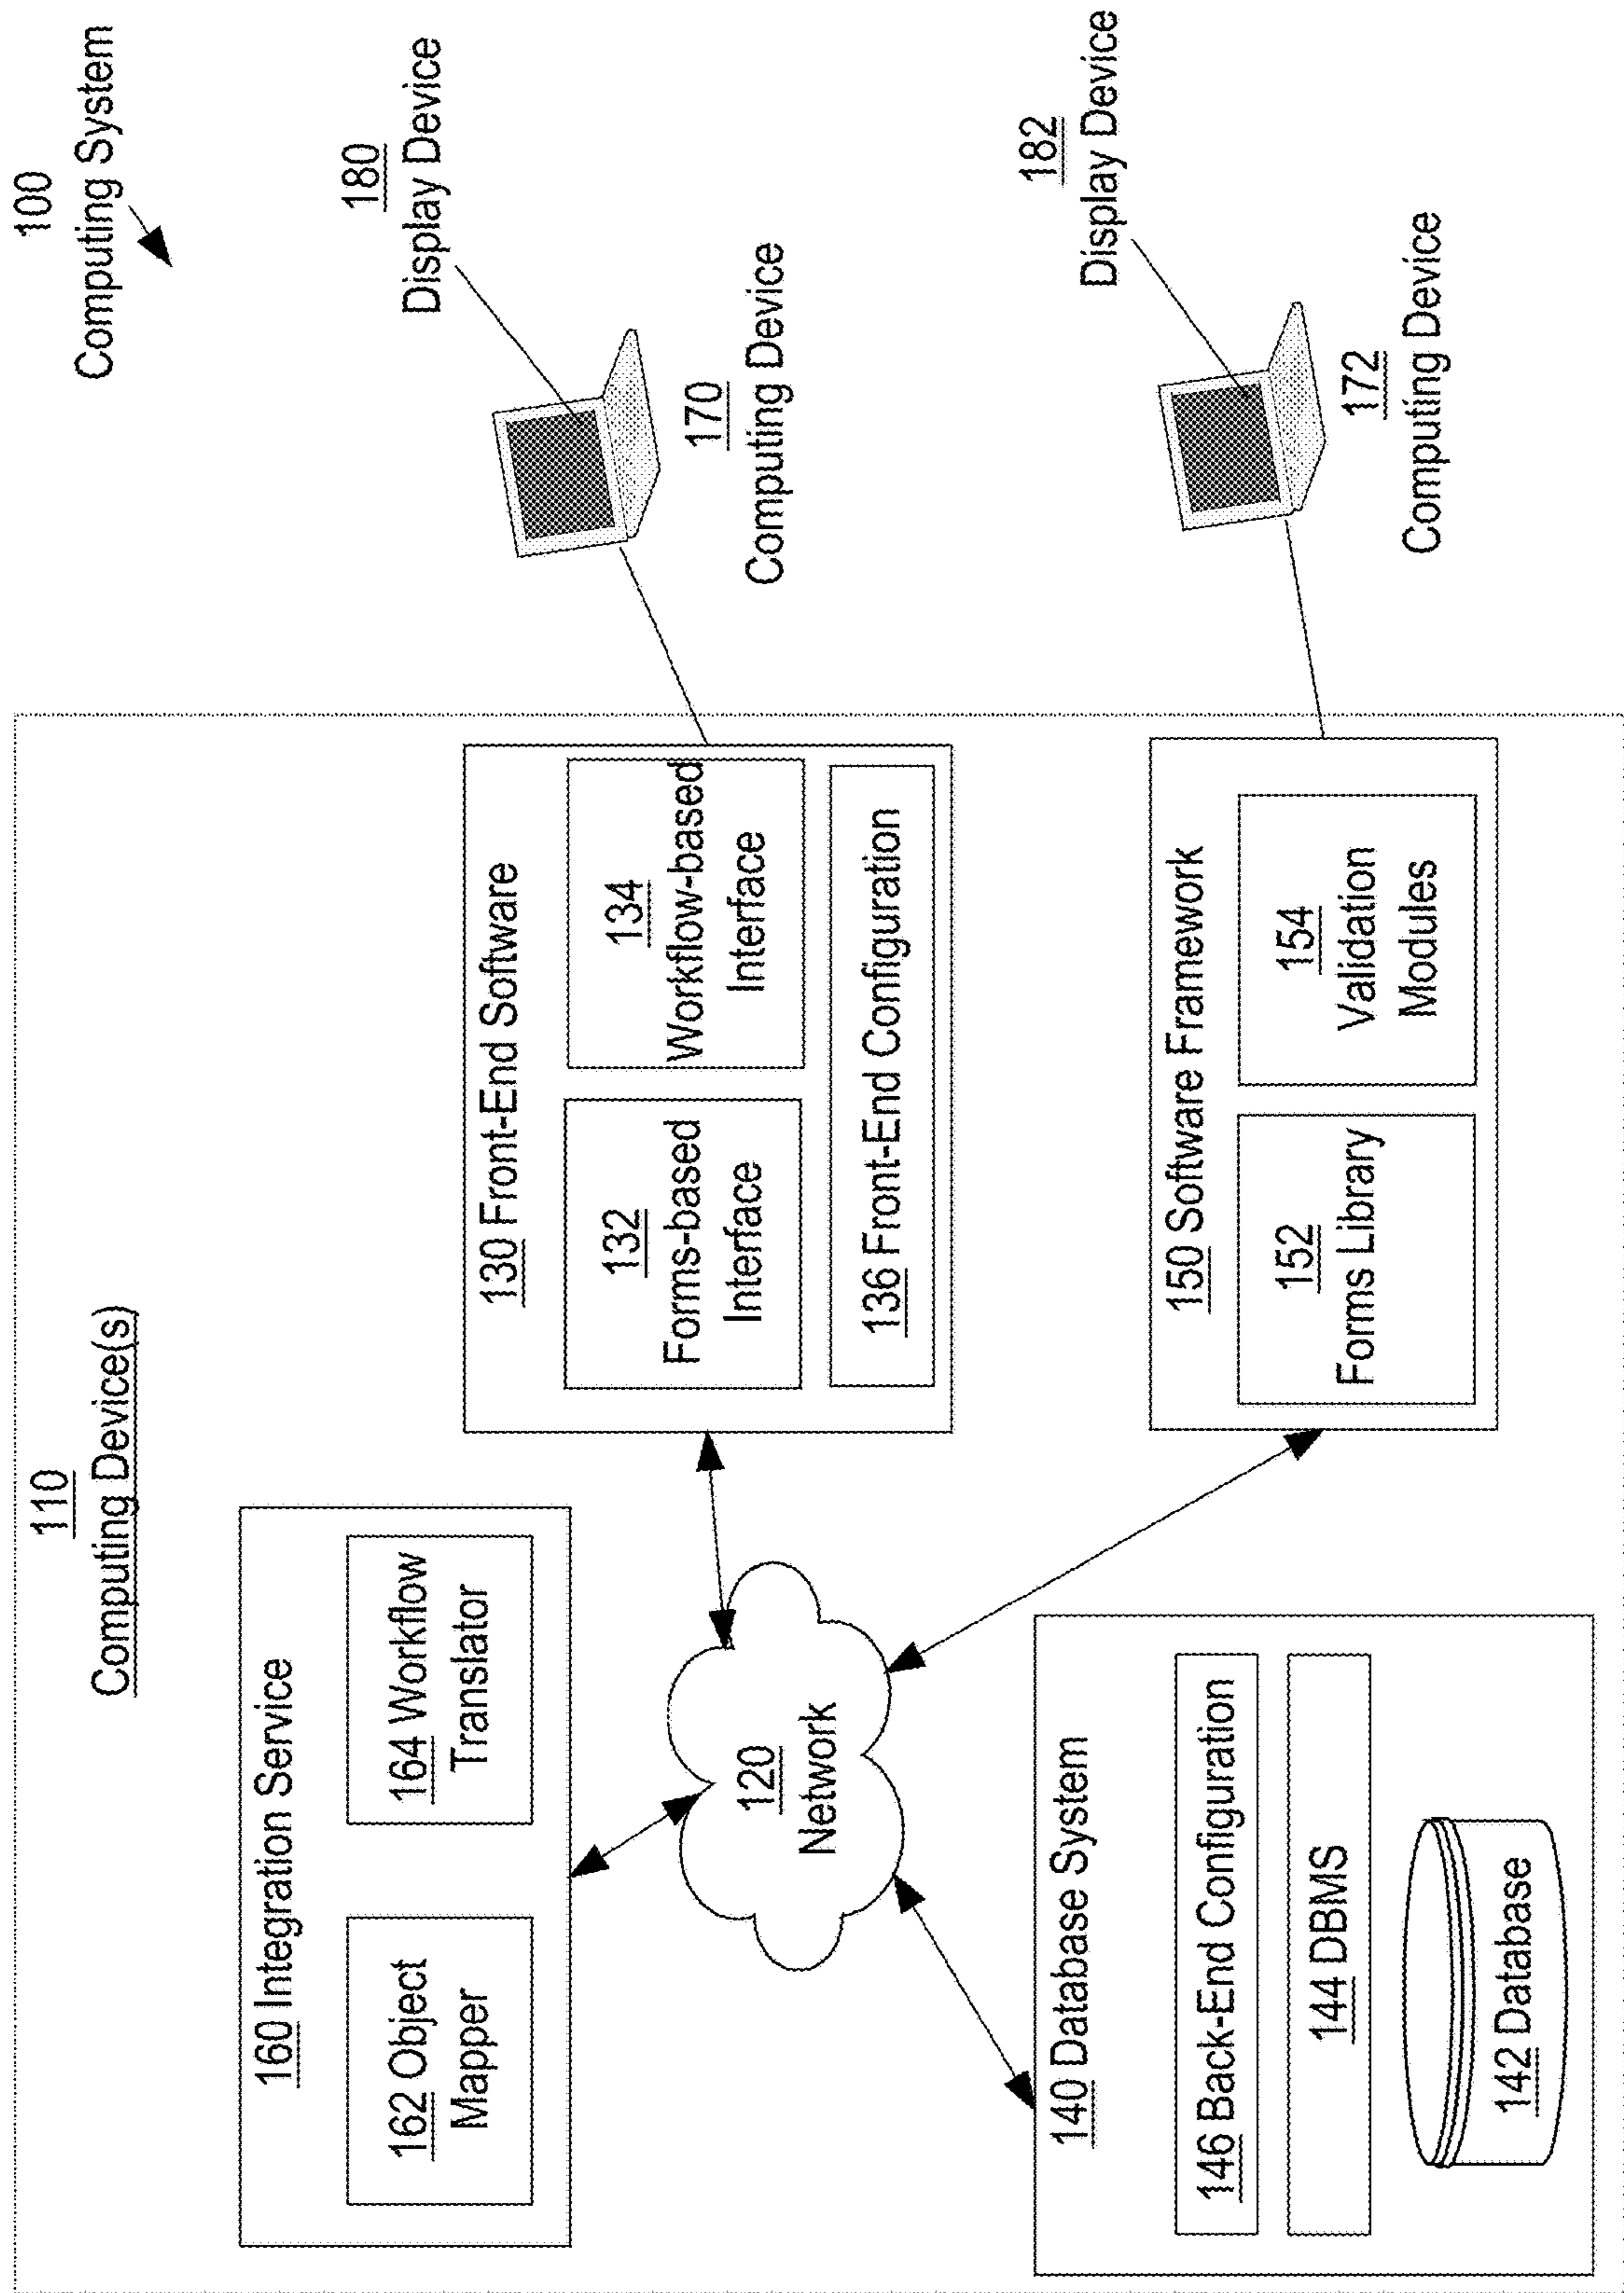 100
Computing System
110
Computing Device(s)
160 Integration Service
162 Object
Mapper
164 Workflow
Translator
130 Front-End Software
132
Forms-based
Interface
134
Workflow-based
Interface
136 Front-End Configuration
180
Display Device
170
Computing Device
120
Network
140 Database System
146 Back-End Configuration
144 DBMS
142 Database
150 Software Framework
152
Forms Library
154
Validation
Modules
182
Display Device
172
Computing Device